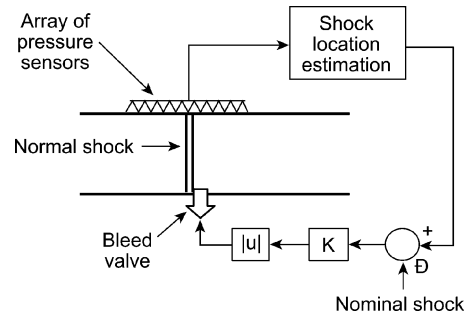 Array of
pressure
sensors
Shock
location
estimation
Normal shock
Bleed
valve
|u|
K
+
Đ
Nominal shock